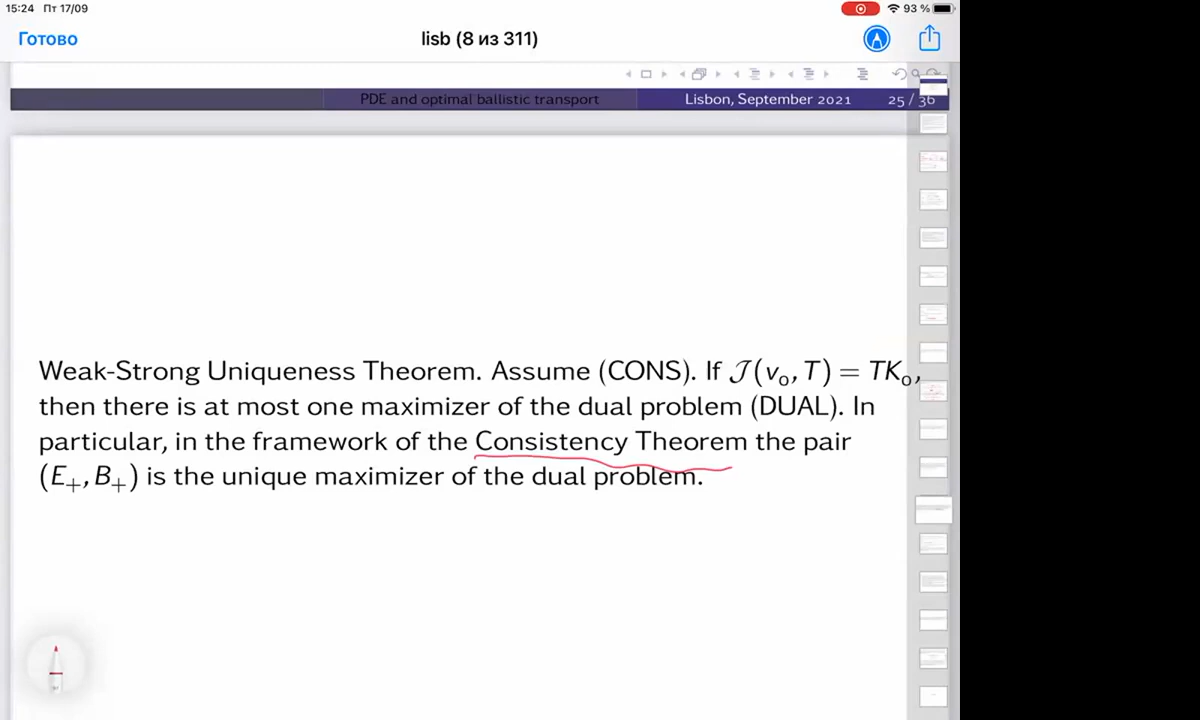 15:24 Пт 17/09 93 %
Готово lisb (8 из 311)
PDE and optimal ballistic transport Lisbon, September 2021 25 / 36
Weak-Strong Uniqueness Theorem. Assume (CONS). If 𝒥(v₀, T) = TK₀,
then there is at most one maximizer of the dual problem (DUAL). In
particular, in the framework of the Consistency Theorem the pair
(E₊, B₊) is the unique maximizer of the dual problem.